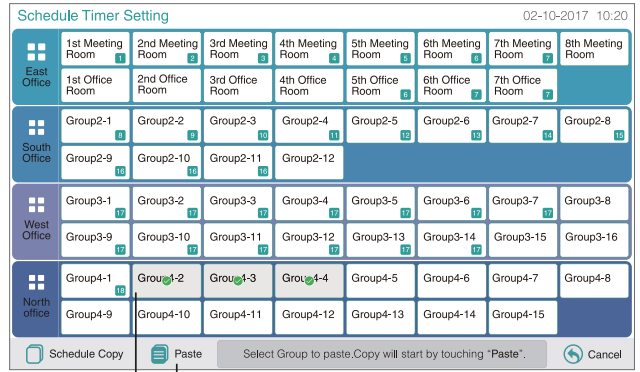 Schedule Timer Setting 02-10-2017 10:20
East Office
1st Meeting Room 1
2nd Meeting Room 2
3rd Meeting Room 3
4th Meeting Room 4
5th Meeting Room 5
6th Meeting Room 6
7th Meeting Room 7
8th Meeting Room
1st Office Room
2nd Office Room
3rd Office Room
4th Office Room
5th Office Room 6
6th Office Room 7
7th Office Room 7
South Office
Group2-1 8
Group2-2 9
Group2-3 10
Group2-4 11
Group2-5 12
Group2-6 13
Group2-7 14
Group2-8 15
Group2-9 16
Group2-10 16
Group2-11 16
Group2-12
West Office
Group3-1 17
Group3-2 17
Group3-3 17
Group3-4 17
Group3-5 17
Group3-6 17
Group3-7 17
Group3-8
Group3-9 17
Group3-10 17
Group3-11 17
Group3-12 17
Group3-13 17
Group3-14 17
Group3-15
Group3-16
North office
Group4-1 18
Group4-2
Group4-3
Group4-4
Group4-5
Group4-6
Group4-7
Group4-8
Group4-9
Group4-10
Group4-11
Group4-12
Group4-13
Group4-14
Group4-15
Schedule Copy
Paste
Select Group to paste.Copy will start by touching "Paste".
Cancel